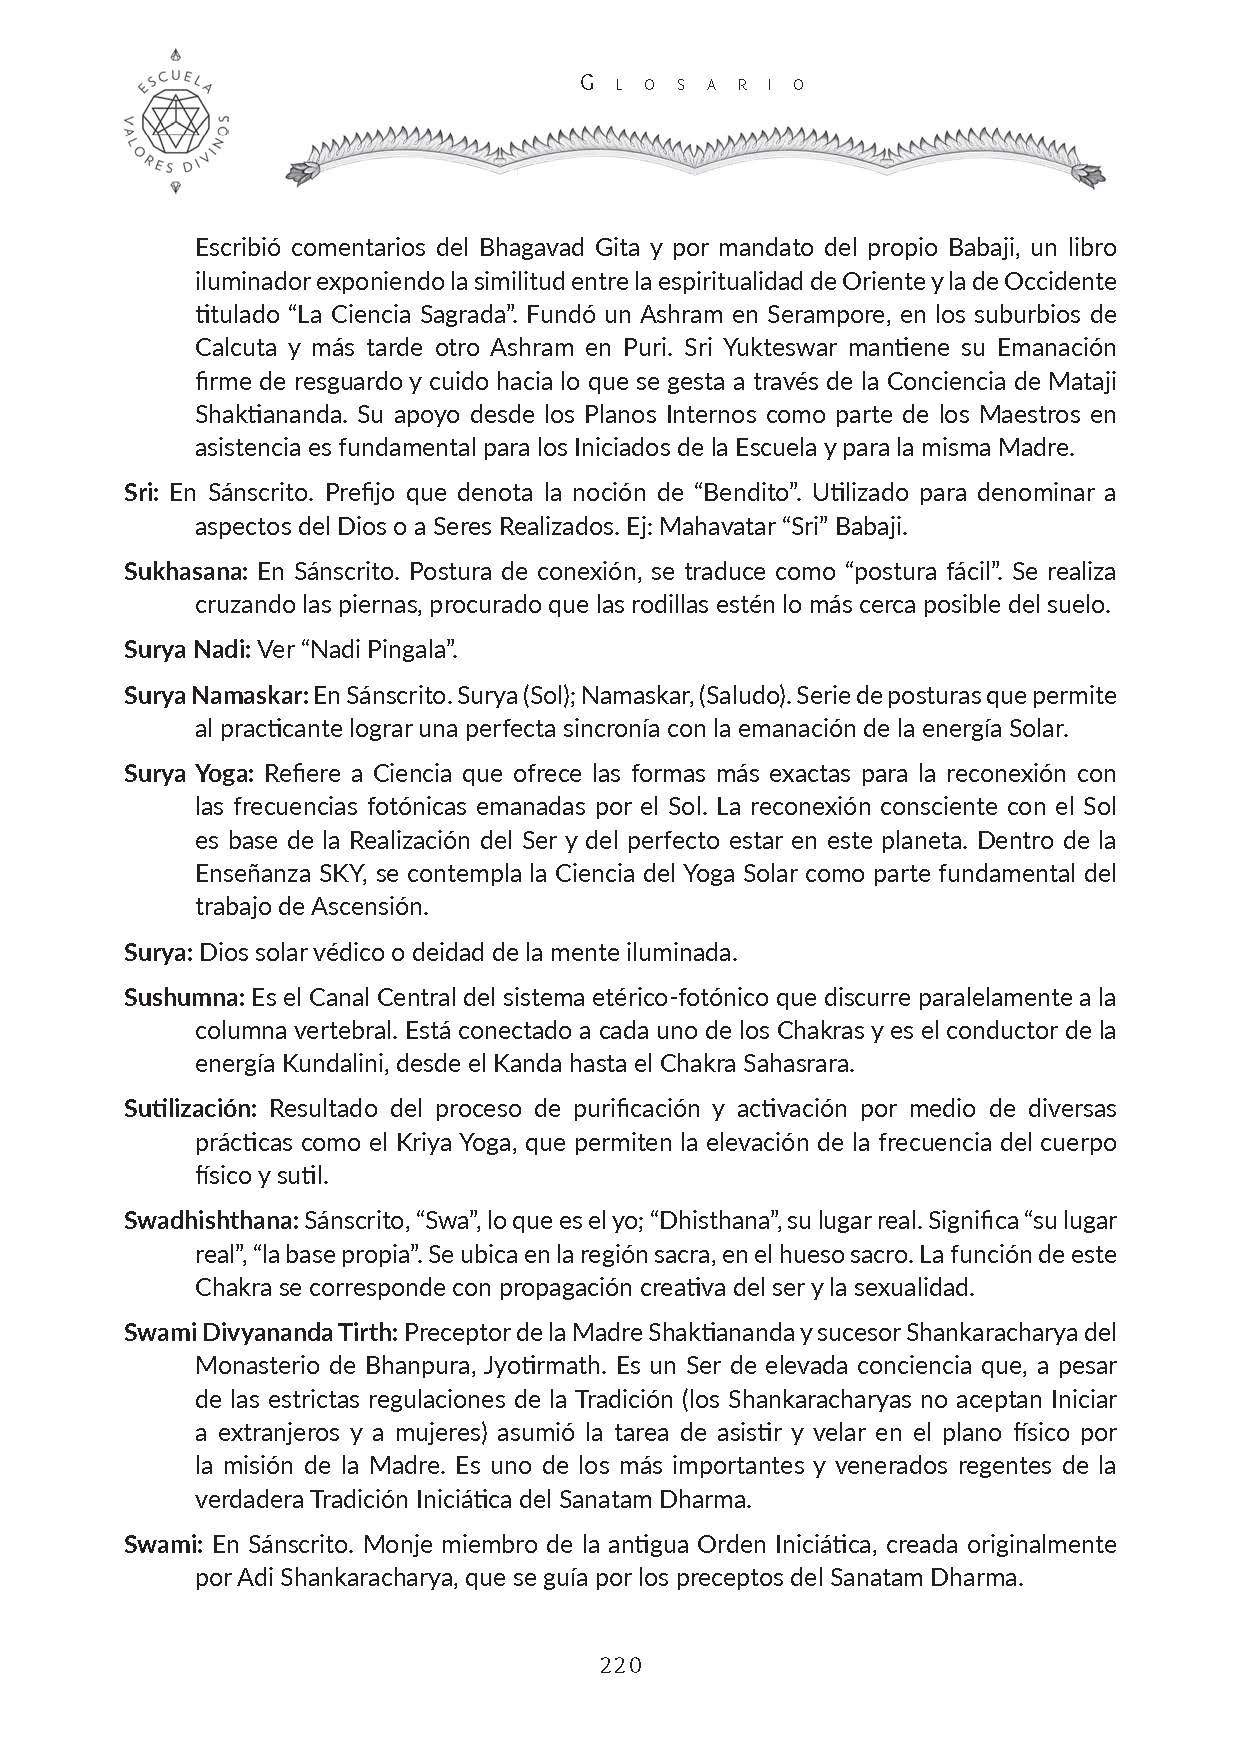 ESCUELA
VALORES DIVINOS
Glosario
Escribió comentarios del Bhagavad Gita y por mandato del propio Babaji, un libro
iluminador exponiendo la similitud entre la espiritualidad de Oriente y la de Occidente
titulado “La Ciencia Sagrada”. Fundó un Ashram en Serampore, en los suburbios de
Calcuta y más tarde otro Ashram en Puri. Sri Yukteswar mantiene su Emanación
firme de resguardo y cuido hacia lo que se gesta a través de la Conciencia de Mataji
Shaktiananda. Su apoyo desde los Planos Internos como parte de los Maestros en
asistencia es fundamental para los Iniciados de la Escuela y para la misma Madre.
Sri: En Sánscrito. Prefijo que denota la noción de “Bendito”. Utilizado para denominar a
aspectos del Dios o a Seres Realizados. Ej: Mahavatar “Sri” Babaji.
Sukhasana: En Sánscrito. Postura de conexión, se traduce como “postura fácil”. Se realiza
cruzando las piernas, procurado que las rodillas estén lo más cerca posible del suelo.
Surya Nadi: Ver “Nadi Pingala”.
Surya Namaskar: En Sánscrito. Surya (Sol); Namaskar, (Saludo). Serie de posturas que permite
al practicante lograr una perfecta sincronía con la emanación de la energía Solar.
Surya Yoga: Refiere a Ciencia que ofrece las formas más exactas para la reconexión con
las frecuencias fotónicas emanadas por el Sol. La reconexión consciente con el Sol
es base de la Realización del Ser y del perfecto estar en este planeta. Dentro de la
Enseñanza SKY, se contempla la Ciencia del Yoga Solar como parte fundamental del
trabajo de Ascensión.
Surya: Dios solar védico o deidad de la mente iluminada.
Sushumna: Es el Canal Central del sistema etérico-fotónico que discurre paralelamente a la
columna vertebral. Está conectado a cada uno de los Chakras y es el conductor de la
energía Kundalini, desde el Kanda hasta el Chakra Sahasrara.
Sutilización: Resultado del proceso de purificación y activación por medio de diversas
prácticas como el Kriya Yoga, que permiten la elevación de la frecuencia del cuerpo
físico y sutil.
Swadhishthana: Sánscrito, “Swa”, lo que es el yo; “Dhisthana”, su lugar real. Significa “su lugar
real”, “la base propia”. Se ubica en la región sacra, en el hueso sacro. La función de este
Chakra se corresponde con propagación creativa del ser y la sexualidad.
Swami Divyananda Tirth: Preceptor de la Madre Shaktiananda y sucesor Shankaracharya del
Monasterio de Bhanpura, Jyotirmath. Es un Ser de elevada conciencia que, a pesar
de las estrictas regulaciones de la Tradición (los Shankaracharyas no aceptan Iniciar
a extranjeros y a mujeres) asumió la tarea de asistir y velar en el plano físico por
la misión de la Madre. Es uno de los más importantes y venerados regentes de la
verdadera Tradición Iniciática del Sanatam Dharma.
Swami: En Sánscrito. Monje miembro de la antigua Orden Iniciática, creada originalmente
por Adi Shankaracharya, que se guía por los preceptos del Sanatam Dharma.
220